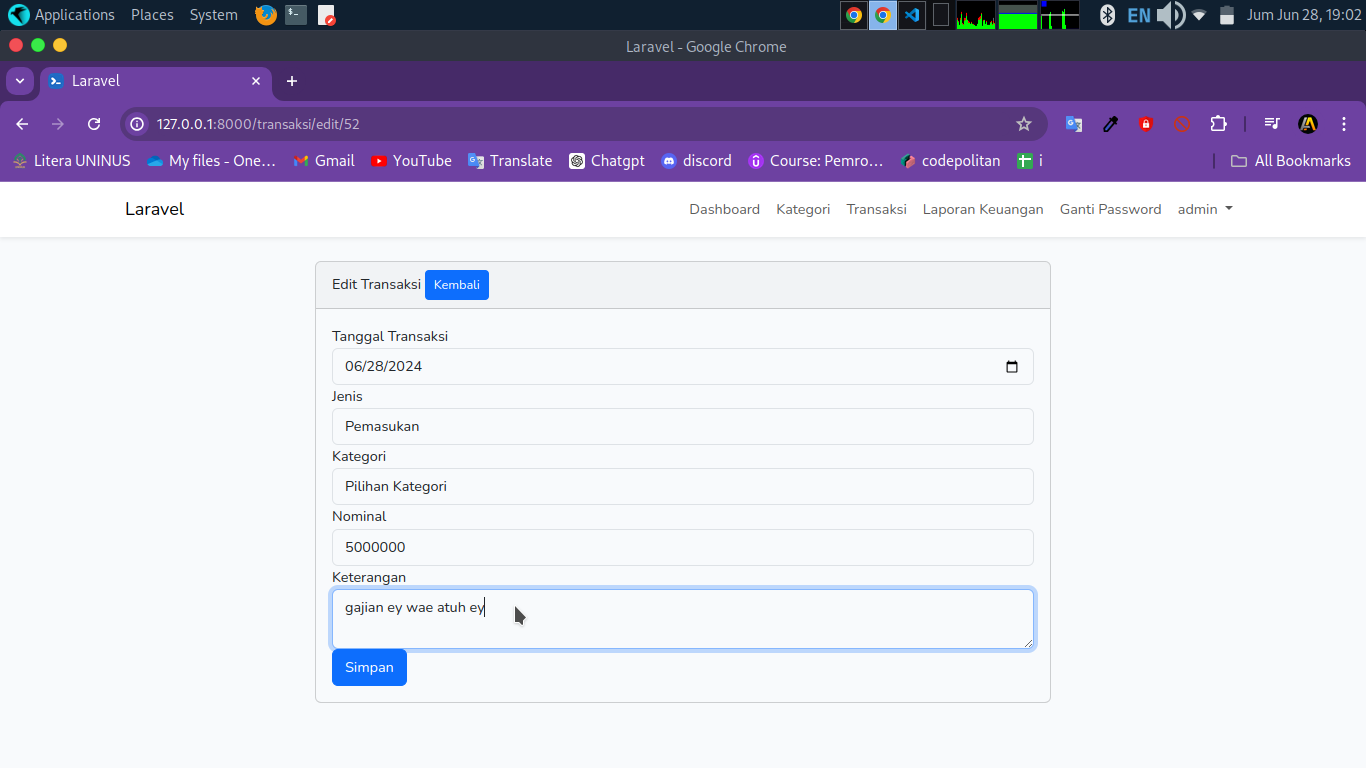 Applications Places System EN Jum Jun 28, 19:02
Laravel - Google Chrome
Laravel
127.0.0.1:8000/transaksi/edit/52
Litera UNINUS My files - One... Gmail YouTube Translate Chatgpt discord Course: Pemro... codepolitan i All Bookmarks
Laravel Dashboard Kategori Transaksi Laporan Keuangan Ganti Password admin
Edit Transaksi Kembali
Tanggal Transaksi
06/28/2024
Jenis
Pemasukan
Kategori
Pilihan Kategori
Nominal
5000000
Keterangan
gajian ey wae atuh ey
Simpan